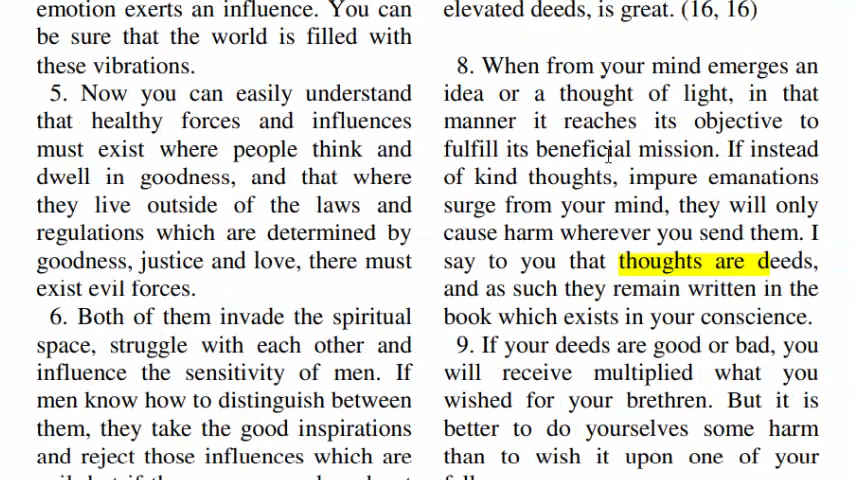 emotion exerts an influence. You can
be sure that the world is filled with
these vibrations.
5. Now you can easily understand
that healthy forces and influences
must exist where people think and
dwell in goodness, and that where
they live outside of the laws and
regulations which are determined by
goodness, justice and love, there must
exist evil forces.
6. Both of them invade the spiritual
space, struggle with each other and
influence the sensitivity of men. If
men know how to distinguish between
them, they take the good inspirations
and reject those influences which are
elevated deeds, is great. (16, 16)
8. When from your mind emerges an
idea or a thought of light, in that
manner it reaches its objective to
fulfill its beneficial mission. If instead
of kind thoughts, impure emanations
surge from your mind, they will only
cause harm wherever you send them. I
say to you that thoughts are deeds,
and as such they remain written in the
book which exists in your conscience.
9. If your deeds are good or bad, you
will receive multiplied what you
wished for your brethren. But it is
better to do yourselves some harm
than to wish it upon one of your